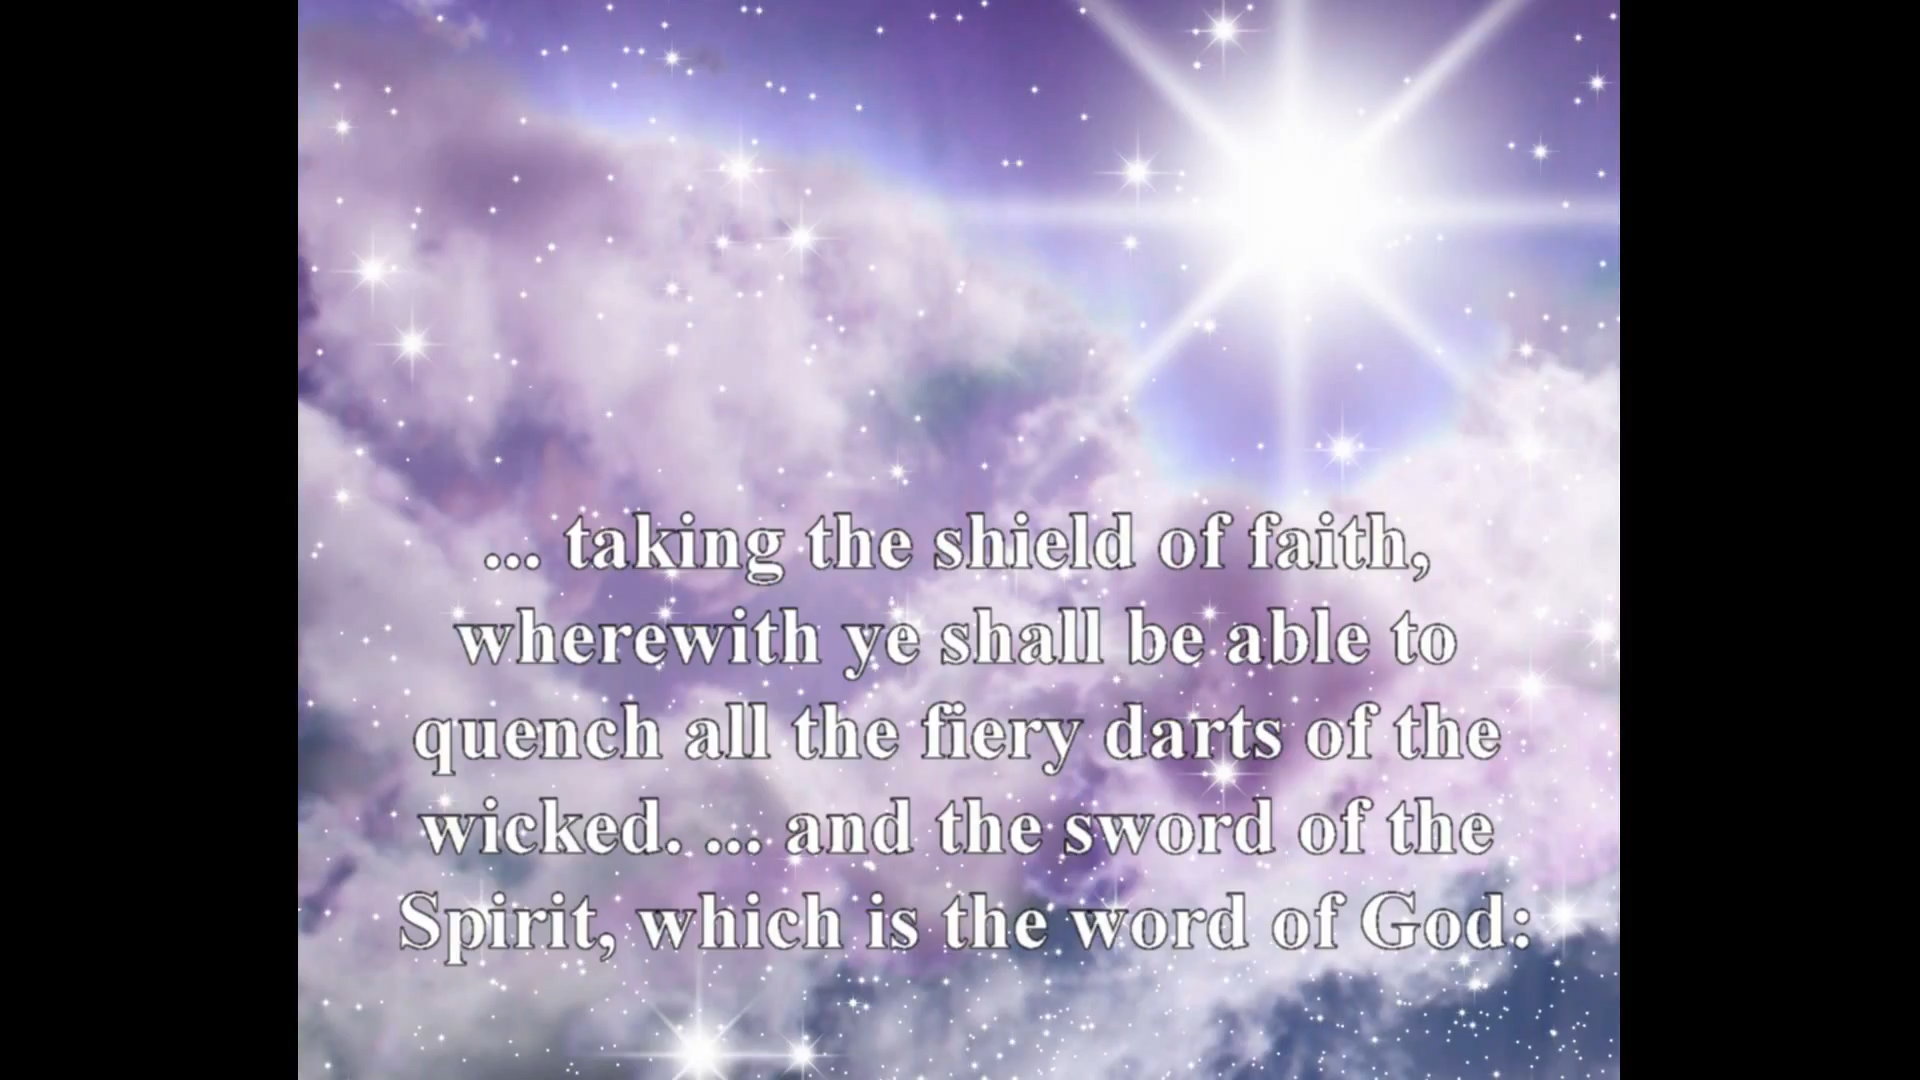 ... taking the shield of faith,
wherewith ye shall be able to
quench all the fiery darts of the
wicked. ... and the sword of the
Spirit, which is the word of God: